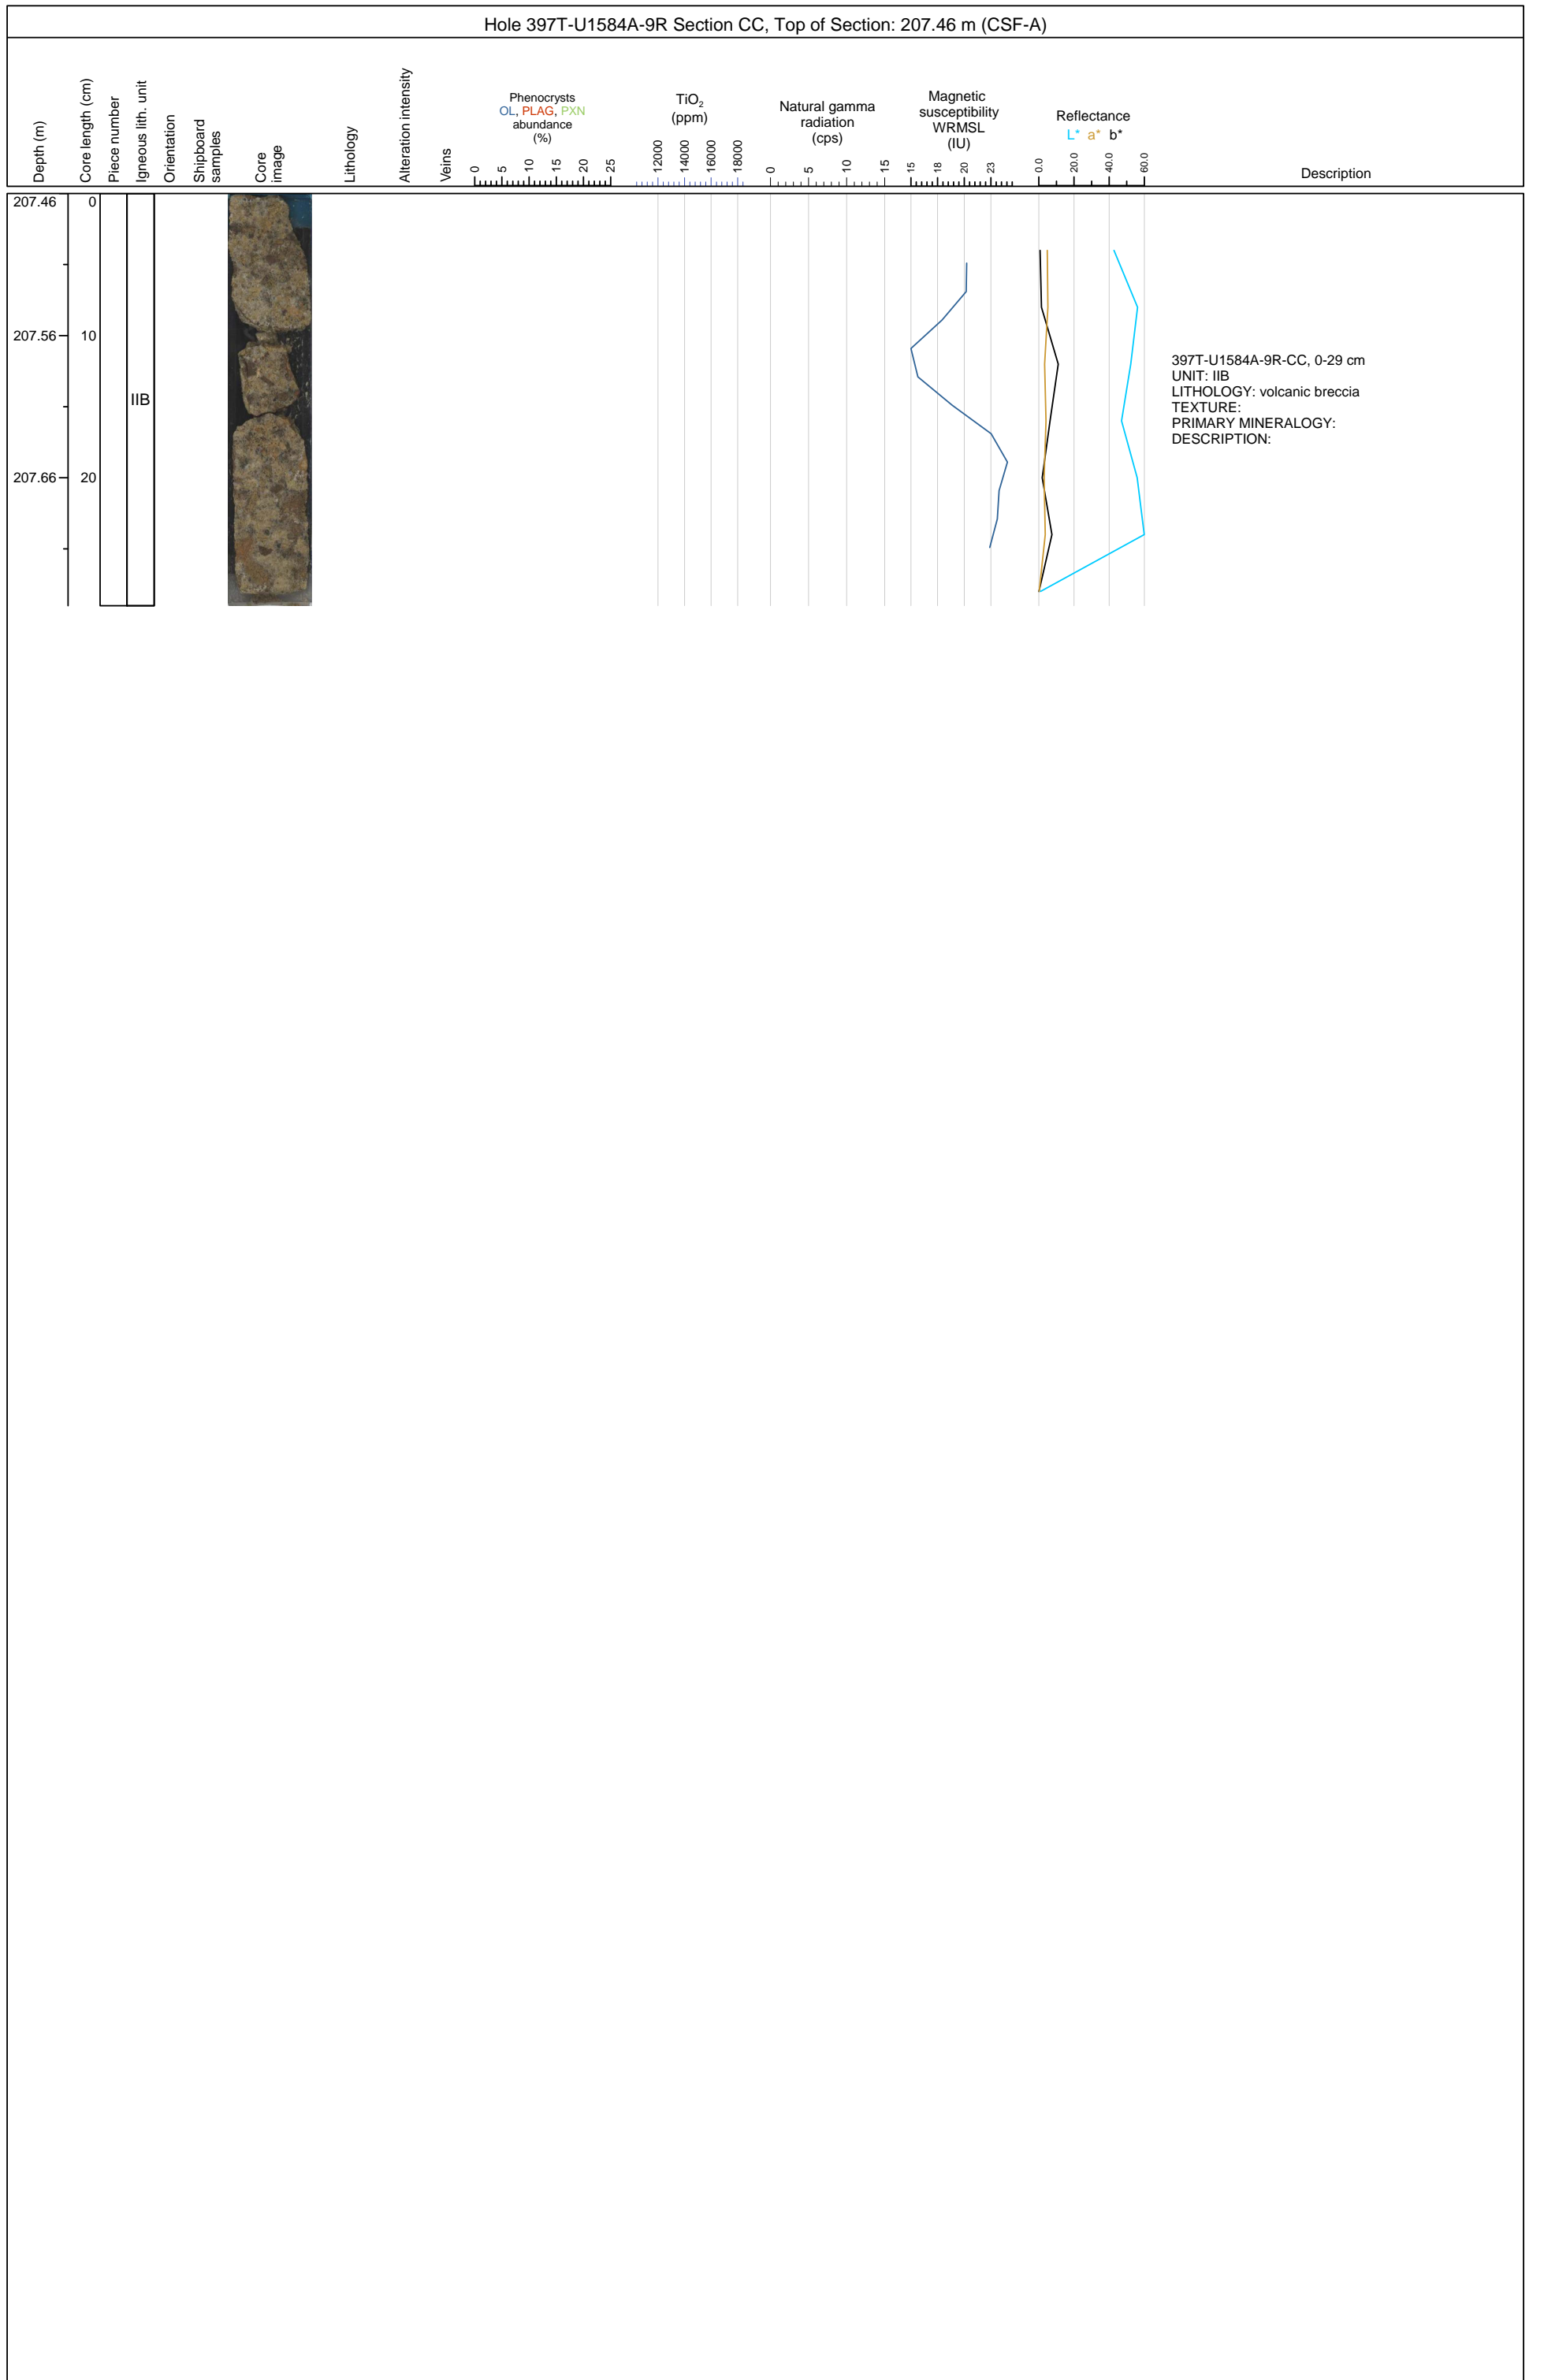 Hole 397T-U1584A-9R Section CC, Top of Section: 207.46 m (CSF-A)
Depth (m)
Core length (cm)
Piece number
Igneous lith. unit
Orientation
Shipboard
samples
Core
image
Lithology
Alteration intensity
Veins
Phenocrysts
OL, PLAG, PXN
abundance
(%)
0 5 10 15 20 25
TiO₂
(ppm)
12000 14000 16000 18000
Natural gamma
radiation
(cps)
0 5 10 15
Magnetic
susceptibility
WRMSL
(IU)
15 18 20 23
Reflectance
L* a* b*
0.0 20.0 40.0 60.0
Description
207.46 0
207.56 10
IIB
207.66 20
397T-U1584A-9R-CC, 0-29 cm
UNIT: IIB
LITHOLOGY: volcanic breccia
TEXTURE:
PRIMARY MINERALOGY:
DESCRIPTION: